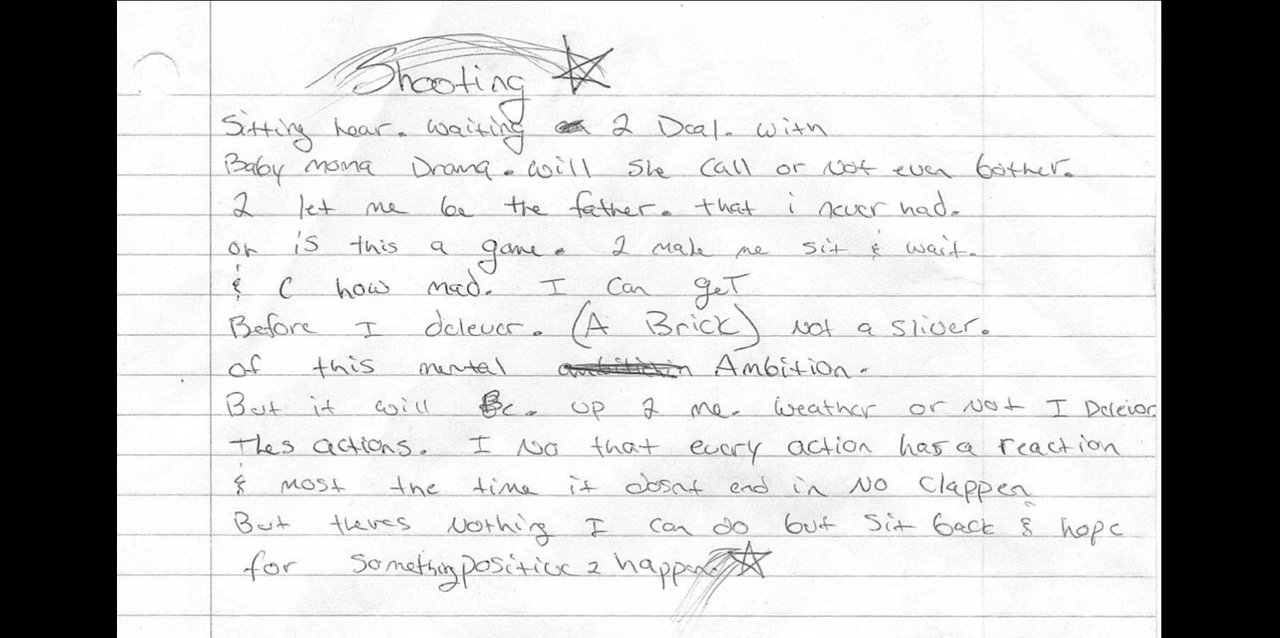 Shooting
Sitting hear. waiting 2 Deal. with
Baby moma Drama. will she call or not even bother.
2 let me be the father. that i never had.
or is this a game. 2 make me sit & wait.
& C how mad. I can get
Before I delever. (A Brick) not a sliver.
of this mental Ambition.
But it will Be. up 2 me. weather or not I Delever
Thes actions. I no that every action has a reaction
& most the time it dosnt end in no clappen
But theres nothing I can do but sit back & hope
for something positive 2 happen